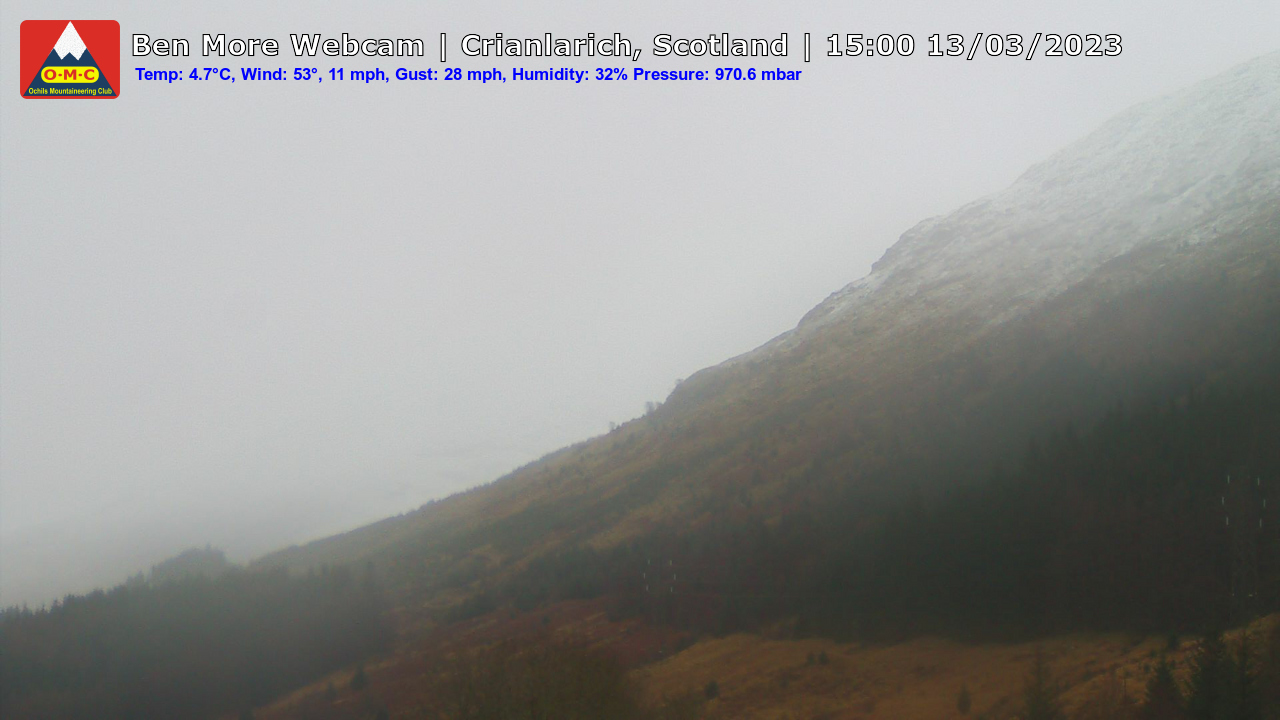 Ben More Webcam | Crianlarich, Scotland | 15:00 13/03/2023
Temp: 4.7°C, Wind: 53°, 11 mph, Gust: 28 mph, Humidity: 32% Pressure: 970.6 mbar
O-M-C
Ochils Mountaineering Club